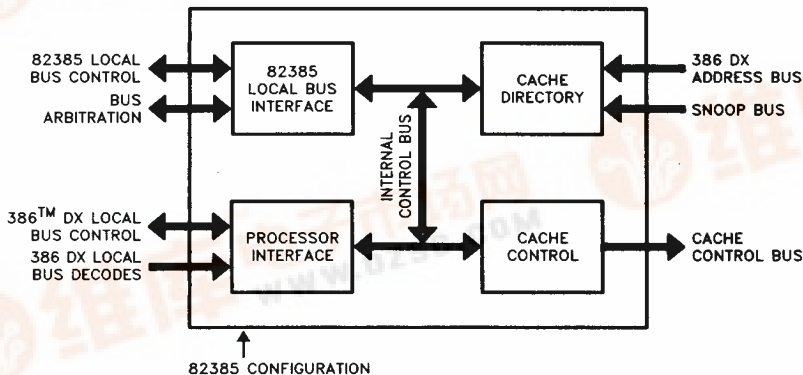 82385 LOCAL
BUS CONTROL
BUS
ARBITRATION
82385
LOCAL BUS
INTERFACE
CACHE
DIRECTORY
386 DX
ADDRESS BUS
SNOOP BUS
INTERNAL
CONTROL BUS
386™ DX LOCAL
BUS CONTROL
386 DX LOCAL
BUS DECODES
PROCESSOR
INTERFACE
CACHE
CONTROL
CACHE
CONTROL BUS
82385 CONFIGURATION